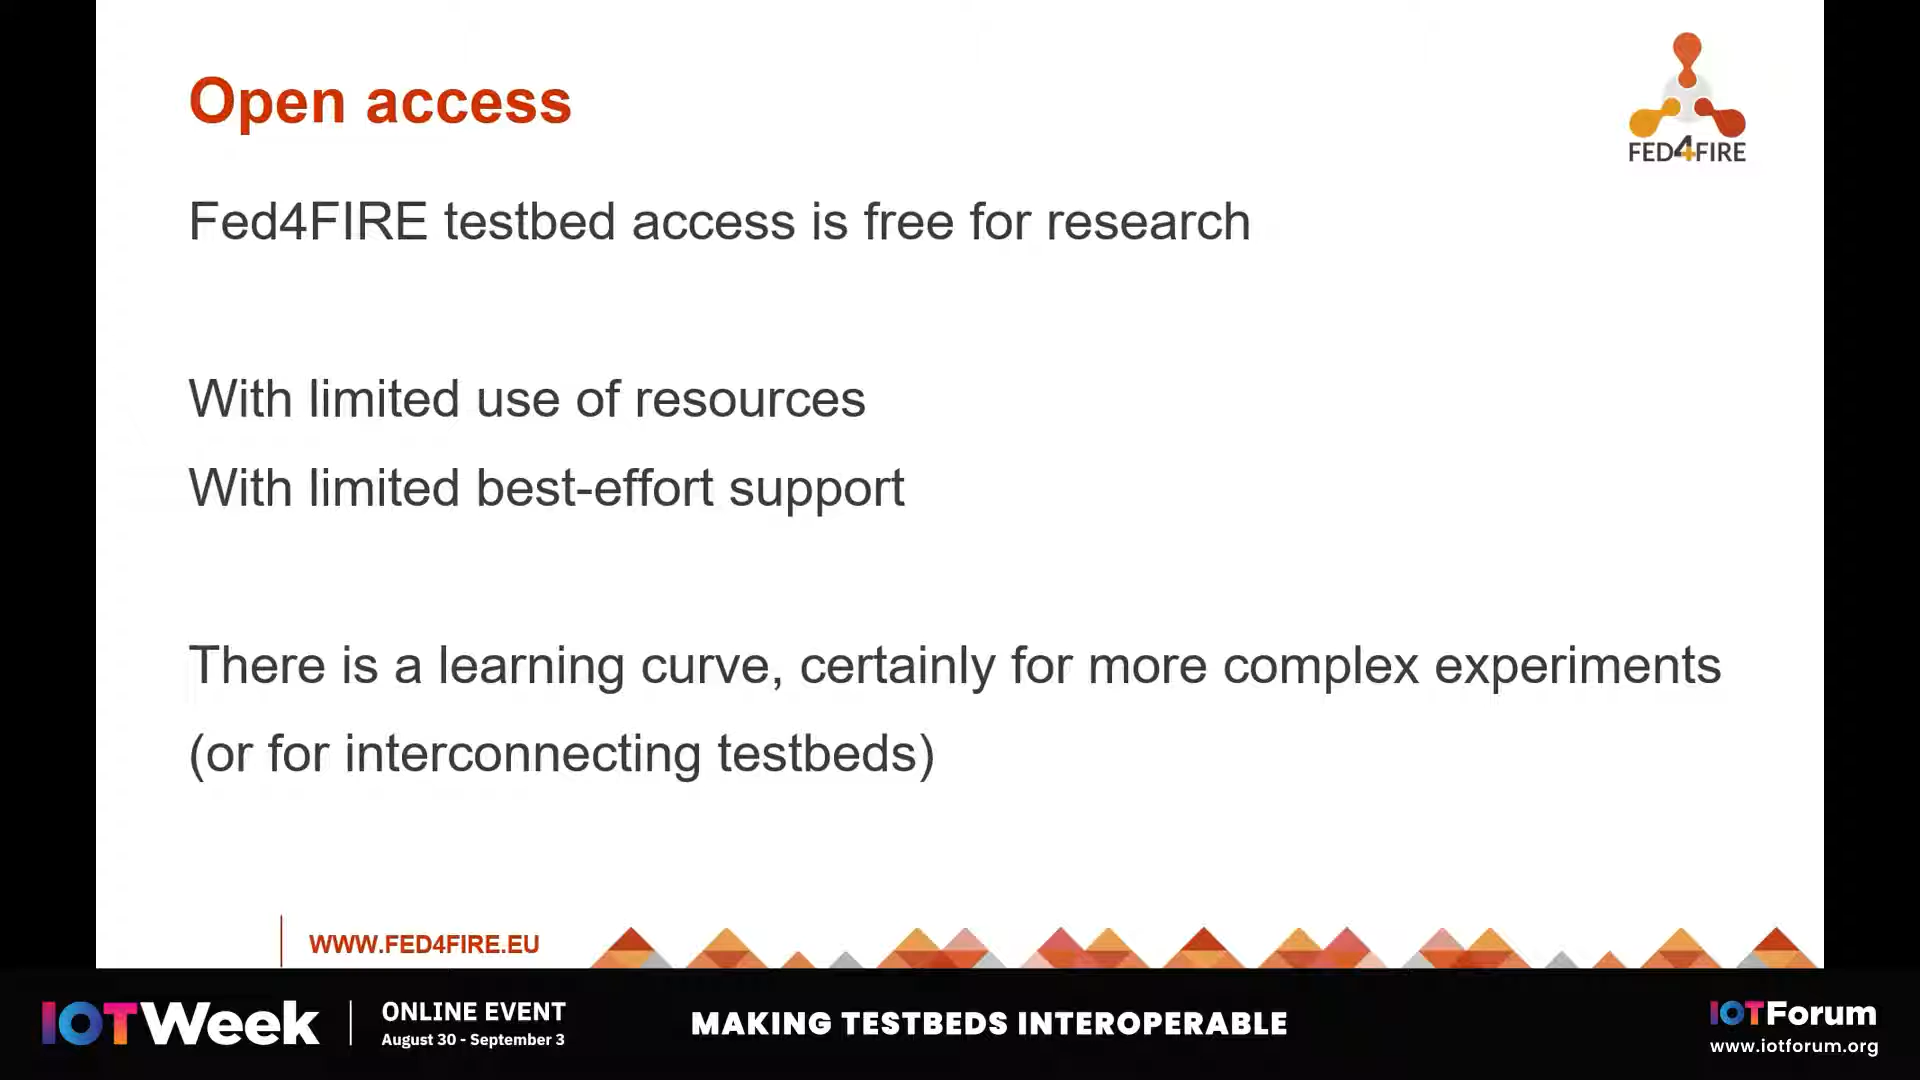 Open access
FED4FIRE
Fed4FIRE testbed access is free for research
With limited use of resources
With limited best-effort support
There is a learning curve, certainly for more complex experiments
(or for interconnecting testbeds)
WWW.FED4FIRE.EU
IOTWeek
ONLINE EVENT
August 30 - September 3
MAKING TESTBEDS INTEROPERABLE
IOTForum
www.iotforum.org